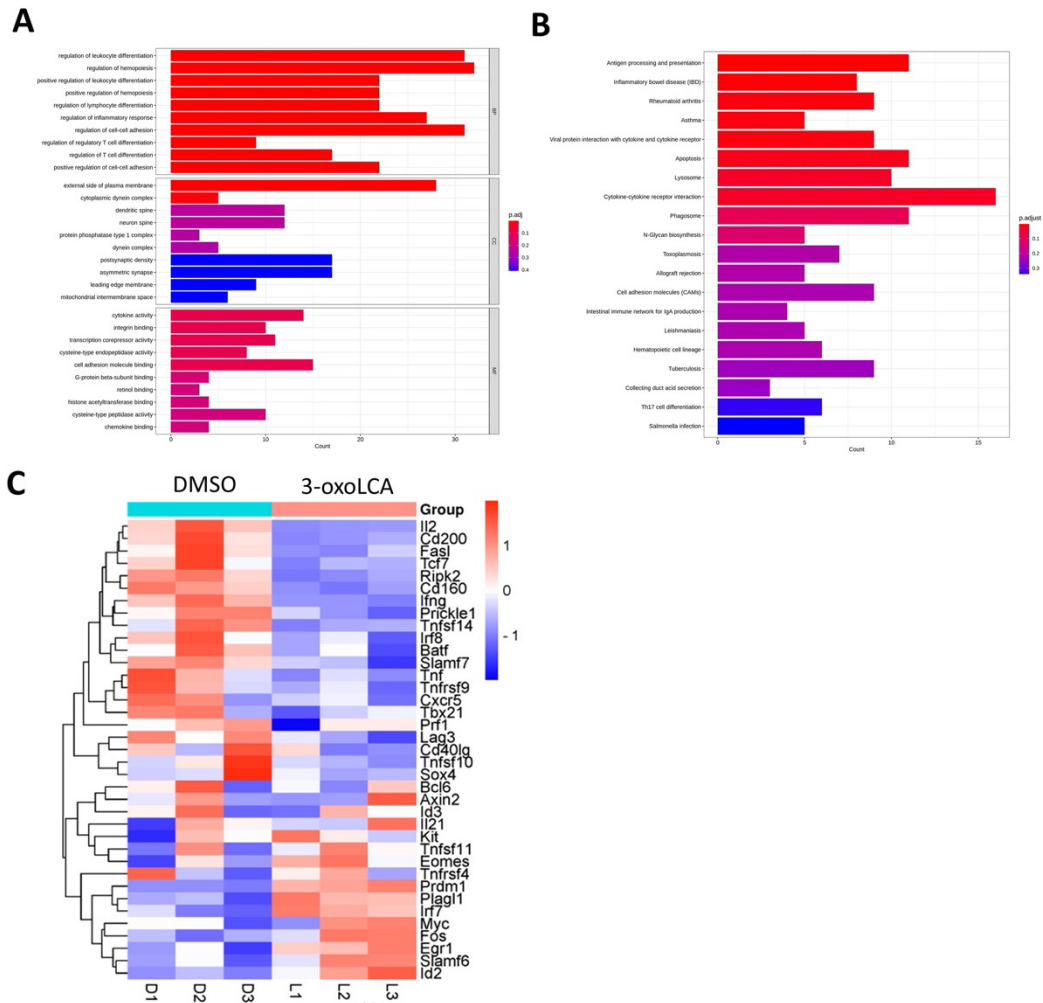 A
regulation of leukocyte differentiation
regulation of hemopoiesis
positive regulation of leukocyte differentiation
positive regulation of hemopoiesis
regulation of lymphocyte differentiation
regulation of inflammatory response
regulation of cell-cell adhesion
regulation of regulatory T cell differentiation
regulation of T cell differentiation
positive regulation of cell-cell adhesion
BP
external side of plasma membrane
cytoplasmic dynein complex
dendritic spine
neuron spine
protein phosphatase type 1 complex
dynein complex
postsynaptic density
asymmetric synapse
leading edge membrane
mitochondrial intermembrane space
CC
cytokine activity
integrin binding
transcription corepressor activity
cysteine-type endopeptidase activity
cell adhesion molecule binding
G-protein beta-subunit binding
retinol binding
histone acetyltransferase binding
cysteine-type peptidase activity
chemokine binding
MF
0 10 20 30
Count
p.adj
0.1
0.2
0.3
0.4
B
Antigen processing and presentation
Inflammatory bowel disease (IBD)
Rheumatoid arthritis
Asthma
Viral protein interaction with cytokine and cytokine receptor
Apoptosis
Lysosome
Cytokine-cytokine receptor interaction
Phagosome
N-Glycan biosynthesis
Toxoplasmosis
Allograft rejection
Cell adhesion molecules (CAMs)
Intestinal immune network for IgA production
Leishmaniasis
Hematopoietic cell lineage
Tuberculosis
Collecting duct acid secretion
Th17 cell differentiation
Salmonella infection
0 5 10 15
Count
p.adjust
0.1
0.2
0.3
C
DMSO 3-oxoLCA
Group
Il2
Cd200
Fasl
Tcf7
Ripk2
Cd160
Ifng
Prickle1
Tnfsf14
Irf8
Batf
Slamf7
Tnf
Tnfrsf9
Cxcr5
Tbx21
Prf1
Lag3
Cd40lg
Tnfsf10
Sox4
Bcl6
Axin2
Id3
Il21
Kit
Tnfsf11
Eomes
Tnfrsf4
Prdm1
Plagl1
Irf7
Myc
Fos
Egr1
Slamf6
Id2
D1 D2 D3 L1 L2 L3
1
0
- 1